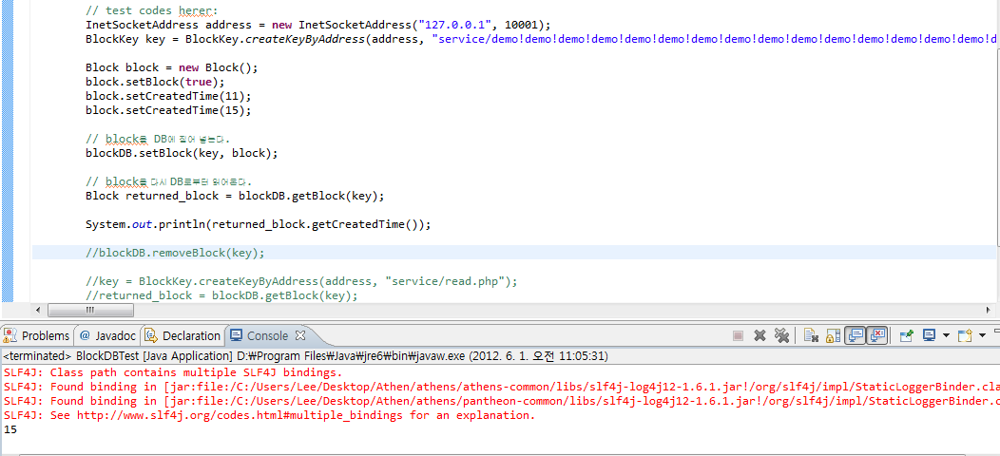 // test codes herer:
InetSocketAddress address = new InetSocketAddress("127.0.0.1", 10001);
BlockKey key = BlockKey.createKeyByAddress(address, "service/demo!demo!demo!demo!demo!demo!demo!demo!demo!demo!demo!demo!demo!demo!demo!d
Block block = new Block();
block.setBlock(true);
block.setCreatedTime(11);
block.setCreatedTime(15);
// block을 DB에 집어 넣는다.
blockDB.setBlock(key, block);
// block을 다시 DB로부터 읽어온다.
Block returned_block = blockDB.getBlock(key);
System.out.println(returned_block.getCreatedTime());
//blockDB.removeBlock(key);
//key = BlockKey.createKeyByAddress(address, "service/read.php");
//returned_block = blockDB.getBlock(key);
Problems @ Javadoc Declaration Console
<terminated> BlockDBTest [Java Application] D:₩Program Files₩Java₩jre6₩bin₩javaw.exe (2012. 6. 1. 오전 11:05:31)
SLF4J: Class path contains multiple SLF4J bindings.
SLF4J: Found binding in [jar:file:/C:/Users/Lee/Desktop/Athen/athens/athens-common/libs/slf4j-log4j12-1.6.1.jar!/org/slf4j/impl/StaticLoggerBinder.cla
SLF4J: Found binding in [jar:file:/C:/Users/Lee/Desktop/Athen/athens/pantheon-common/libs/slf4j-log4j12-1.6.1.jar!/org/slf4j/impl/StaticLoggerBinder.c
SLF4J: See http://www.slf4j.org/codes.html#multiple_bindings for an explanation.
15